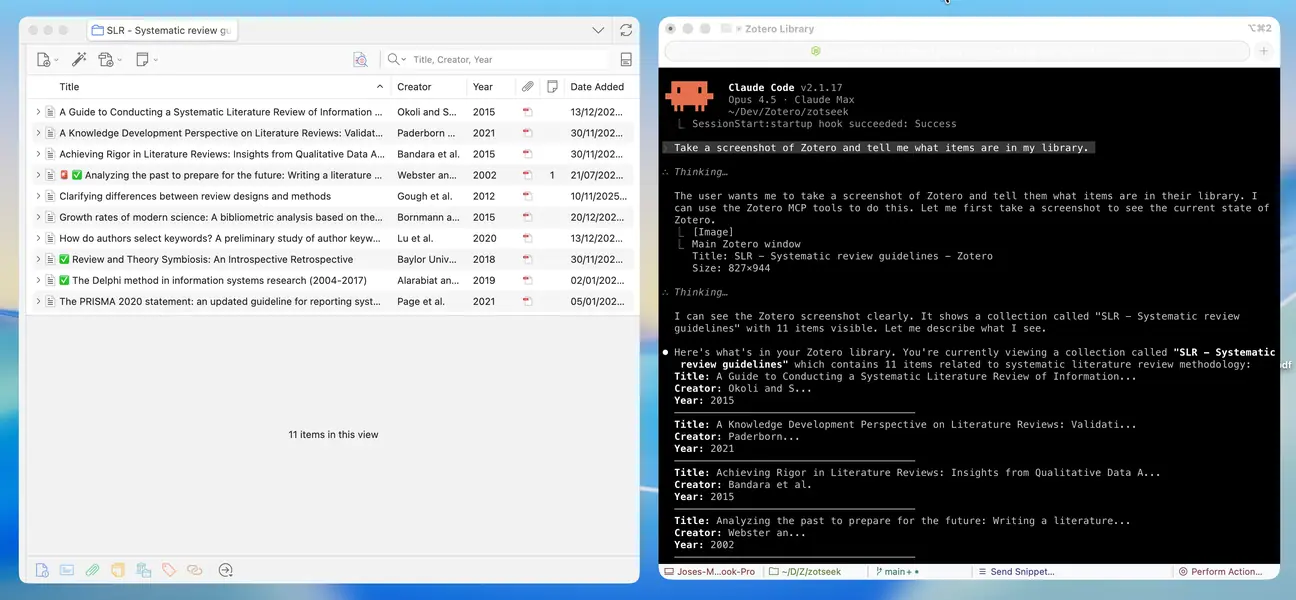 SLR - Systematic review gu
Title, Creator, Year
Title Creator Year Date Added
A Guide to Conducting a Systematic Literature Review of Information ... Okoli and S... 2015 13/12/202...
A Knowledge Development Perspective on Literature Reviews: Validat... Paderborn ... 2021 30/11/202...
Achieving Rigor in Literature Reviews: Insights from Qualitative Data A... Bandara et al. 2015 30/11/202...
Analyzing the past to prepare for the future: Writing a literature ... Webster an... 2002 1 21/07/202...
Clarifying differences between review designs and methods Gough et al. 2012 10/11/2025...
Growth rates of modern science: A bibliometric analysis based on the... Bornmann a... 2015 20/12/202...
How do authors select keywords? A preliminary study of author keyw... Lu et al. 2020 13/12/202...
Review and Theory Symbiosis: An Introspective Retrospective Baylor Univ... 2018 30/11/202...
The Delphi method in information systems research (2004-2017) Alarabiat an... 2019 02/01/202...
The PRISMA 2020 statement: an updated guideline for reporting syst... Page et al. 2021 05/01/202...
11 items in this view
Zotero Library
⌥⌘2
Claude Code v2.1.17
Opus 4.5 · Claude Max
~/Dev/Zotero/zotseek
SessionStart:startup hook succeeded: Success
Take a screenshot of Zotero and tell me what items are in my library.
∴ Thinking…
The user wants me to take a screenshot of Zotero and tell them what items are in their library. I
can use the Zotero MCP tools to do this. Let me first take a screenshot to see the current state of
Zotero.
[Image]
Main Zotero window
Title: SLR - Systematic review guidelines - Zotero
Size: 827×944
∴ Thinking…
I can see the Zotero screenshot clearly. It shows a collection called "SLR - Systematic review
guidelines" with 11 items visible. Let me describe what I see.
Here's what's in your Zotero library. You're currently viewing a collection called "SLR - Systematic
review guidelines" which contains 11 items related to systematic literature review methodology:
Title: A Guide to Conducting a Systematic Literature Review of Information...
Creator: Okoli and S...
Year: 2015
Title: A Knowledge Development Perspective on Literature Reviews: Validati...
Creator: Paderborn...
Year: 2021
Title: Achieving Rigor in Literature Reviews: Insights from Qualitative Data A...
Creator: Bandara et al.
Year: 2015
Title: Analyzing the past to prepare for the future: Writing a literature...
Creator: Webster an...
Year: 2002
Joses-M...ook-Pro ~/D/Z/zotseek main+• Send Snippet... Perform Action...